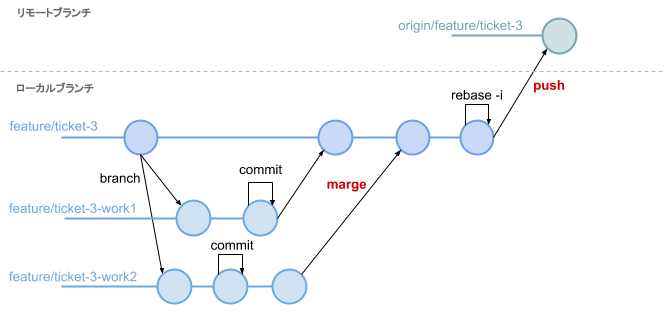 リモートブランチ
origin/feature/ticket-3
ローカルブランチ
push
rebase -i
feature/ticket-3
branch
commit
marge
feature/ticket-3-work1
commit
feature/ticket-3-work2